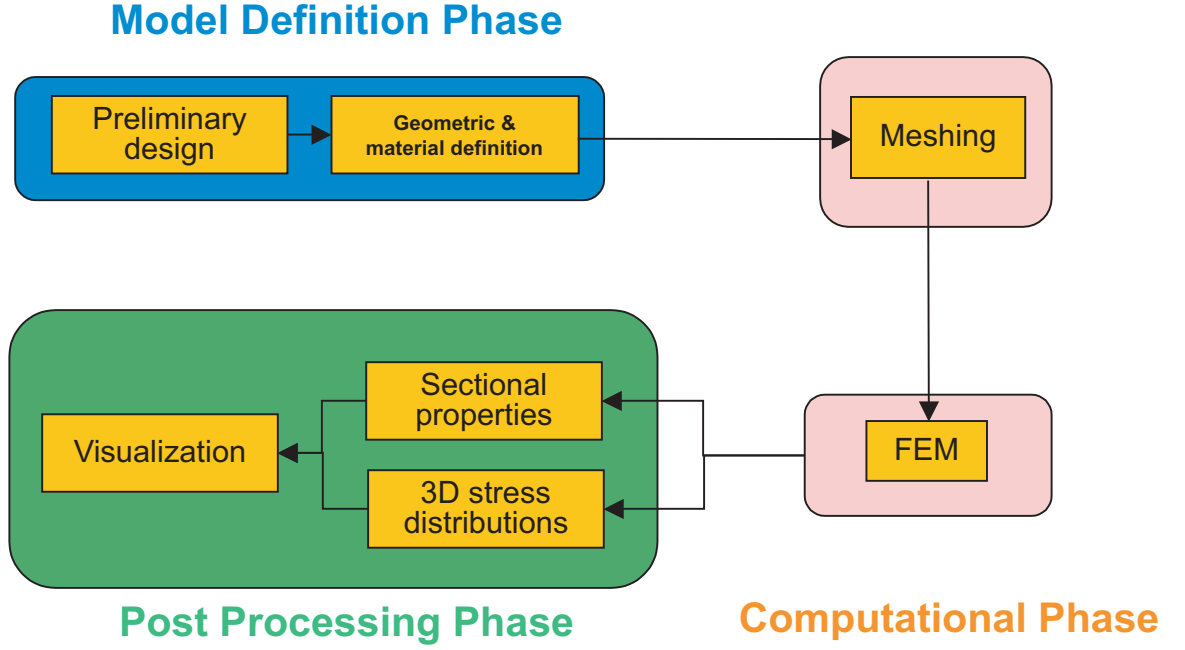 Model Definition Phase
Preliminary
design
Geometric &
material definition
Meshing
Sectional
properties
Visualization
FEM
3D stress
distributions
Post Processing Phase
Computational Phase